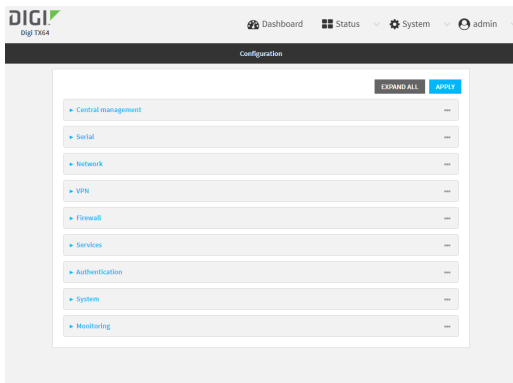 DIGI
Digi TX64
Dashboard
Status
System
admin
Configuration
EXPAND ALL
APPLY
Central management
Serial
Network
VPN
Firewall
Services
Authentication
System
Monitoring